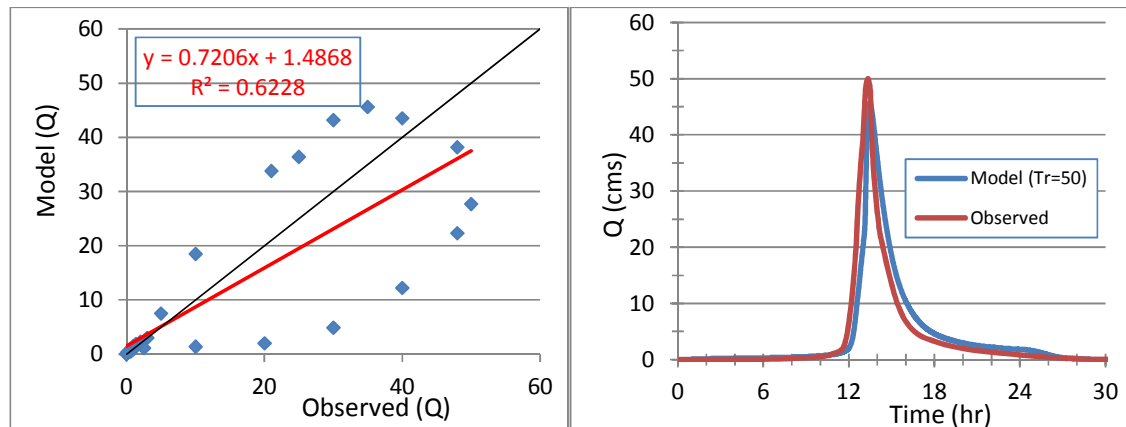 60
50
40
30
20
10
0
Model (Q)
y = 0.7206x + 1.4868
R² = 0.6228
0 20 40 60
Observed (Q)
60
50
40
30
20
10
0
Q (cms)
Model (Tr=50)
Observed
0 6 12 18 24 30
Time (hr)